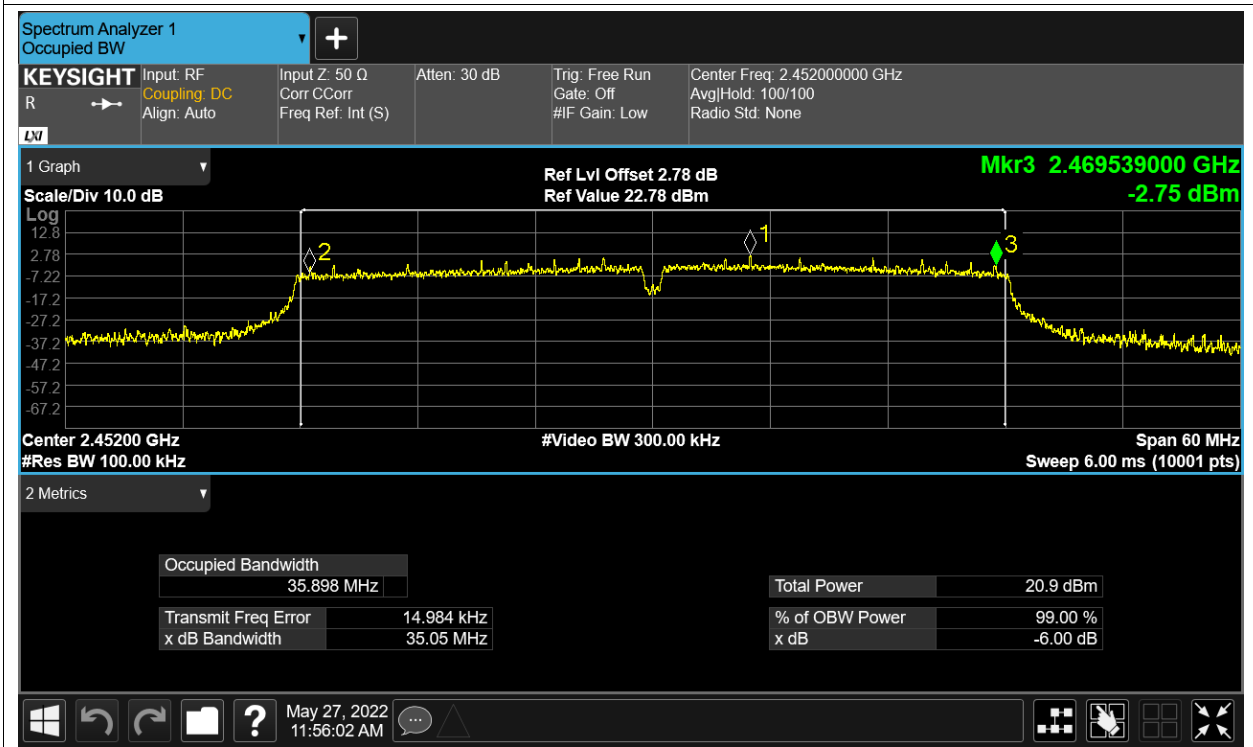 Spectrum Analyzer 1
Occupied BW
KEYSIGHT Input: RF Input Z: 50 Ω Atten: 30 dB Trig: Free Run Center Freq: 2.452000000 GHz
R Coupling: DC Corr CCorr Gate: Off Avg|Hold: 100/100
Align: Auto Freq Ref: Int (S) #IF Gain: Low Radio Std: None
LXI
1 Graph Ref Lvl Offset 2.78 dB Mkr3 2.469539000 GHz
Scale/Div 10.0 dB Ref Value 22.78 dBm -2.75 dBm
Log
12.8
2.78
-7.22
-17.2
-27.2
-37.2
-47.2
-57.2
-67.2
2
1
3
Center 2.45200 GHz #Video BW 300.00 kHz Span 60 MHz
#Res BW 100.00 kHz Sweep 6.00 ms (10001 pts)
2 Metrics
Occupied Bandwidth
35.898 MHz Total Power 20.9 dBm
Transmit Freq Error 14.984 kHz % of OBW Power 99.00 %
x dB Bandwidth 35.05 MHz x dB -6.00 dB
May 27, 2022
11:56:02 AM